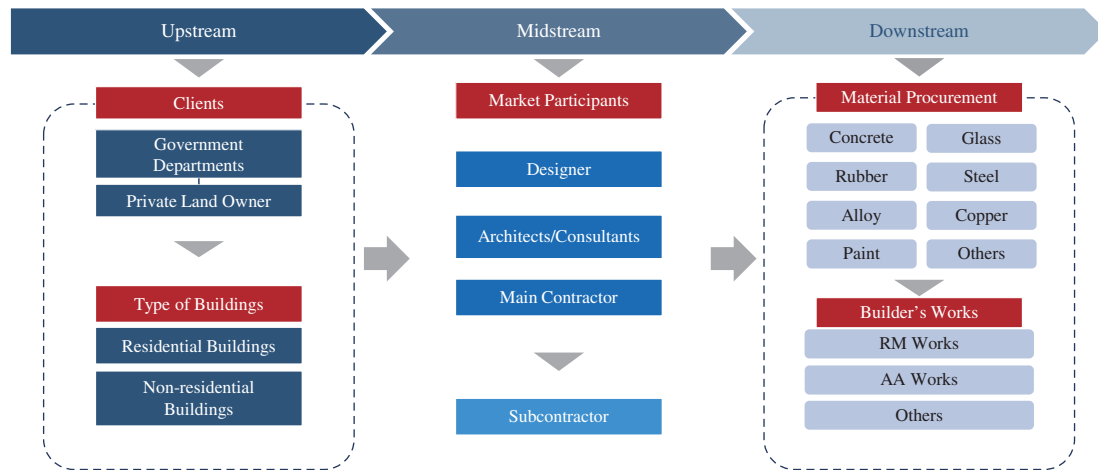 Upstream
Midstream
Downstream
Clients
Government
Departments
Private Land Owner
Type of Buildings
Residential Buildings
Non-residential
Buildings
Market Participants
Designer
Architects/Consultants
Main Contractor
Subcontractor
Material Procurement
Concrete
Glass
Rubber
Steel
Alloy
Copper
Paint
Others
Builder’s Works
RM Works
AA Works
Others